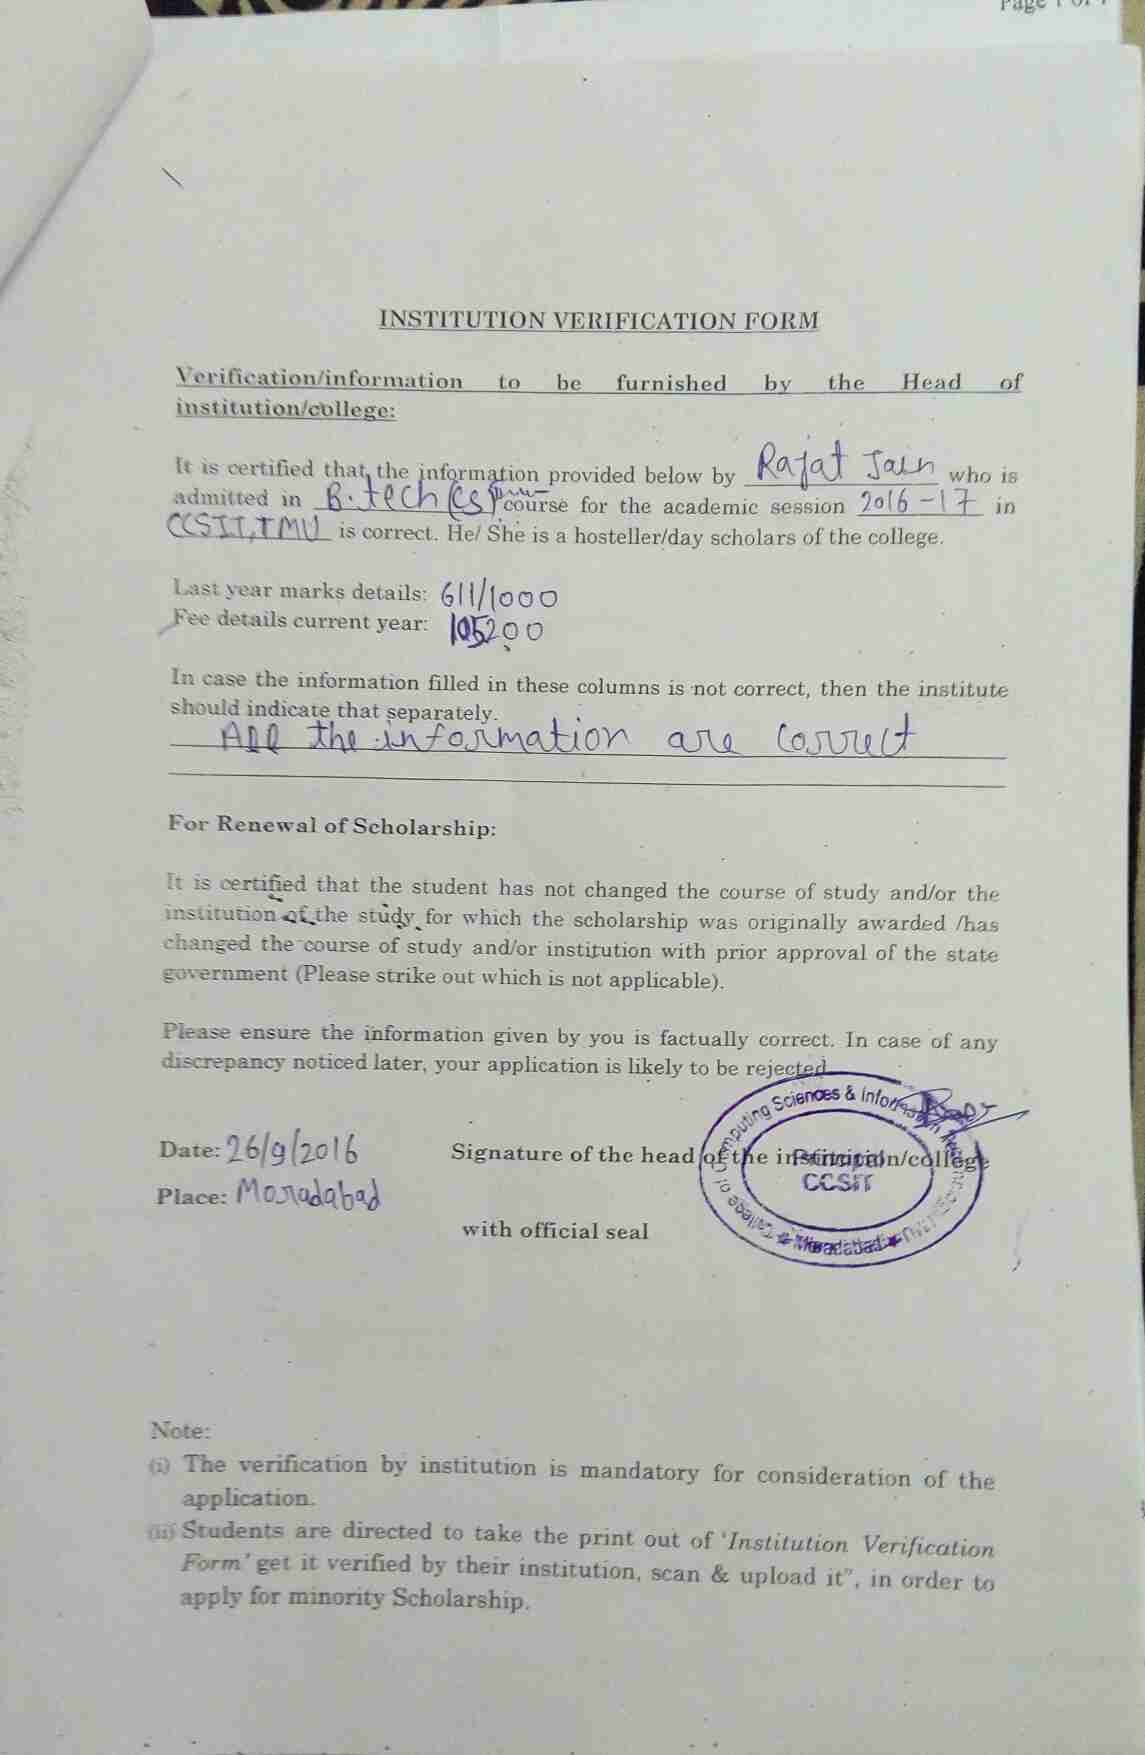 Page 1 of 1
INSTITUTION VERIFICATION FORM
Verification/information to be furnished by the Head of
institution/college:
It is certified that the information provided below by Rajat Jain who is
admitted in B.tech (CS) course for the academic session 2016-17 in
CCSIT,TMU is correct. He/ She is a hosteller/day scholars of the college.
Last year marks details: 611/1000
Fee details current year: 105200
In case the information filled in these columns is not correct, then the institute
should indicate that separately.
All the information are correct
For Renewal of Scholarship:
It is certified that the student has not changed the course of study and/or the
institution of the study for which the scholarship was originally awarded /has
changed the course of study and/or institution with prior approval of the state
government (Please strike out which is not applicable).
Please ensure the information given by you is factually correct. In case of any
discrepancy noticed later, your application is likely to be rejected
College of Computing Sciences & Information
Date: 26/9/2016 Signature of the head of the institution/college
Principal
CCSIT
Place: Moradabad
Moradabad
with official seal
Note:
(i) The verification by institution is mandatory for consideration of the
application.
(ii) Students are directed to take the print out of 'Institution Verification
Form' get it verified by their institution, scan & upload it", in order to
apply for minority Scholarship.